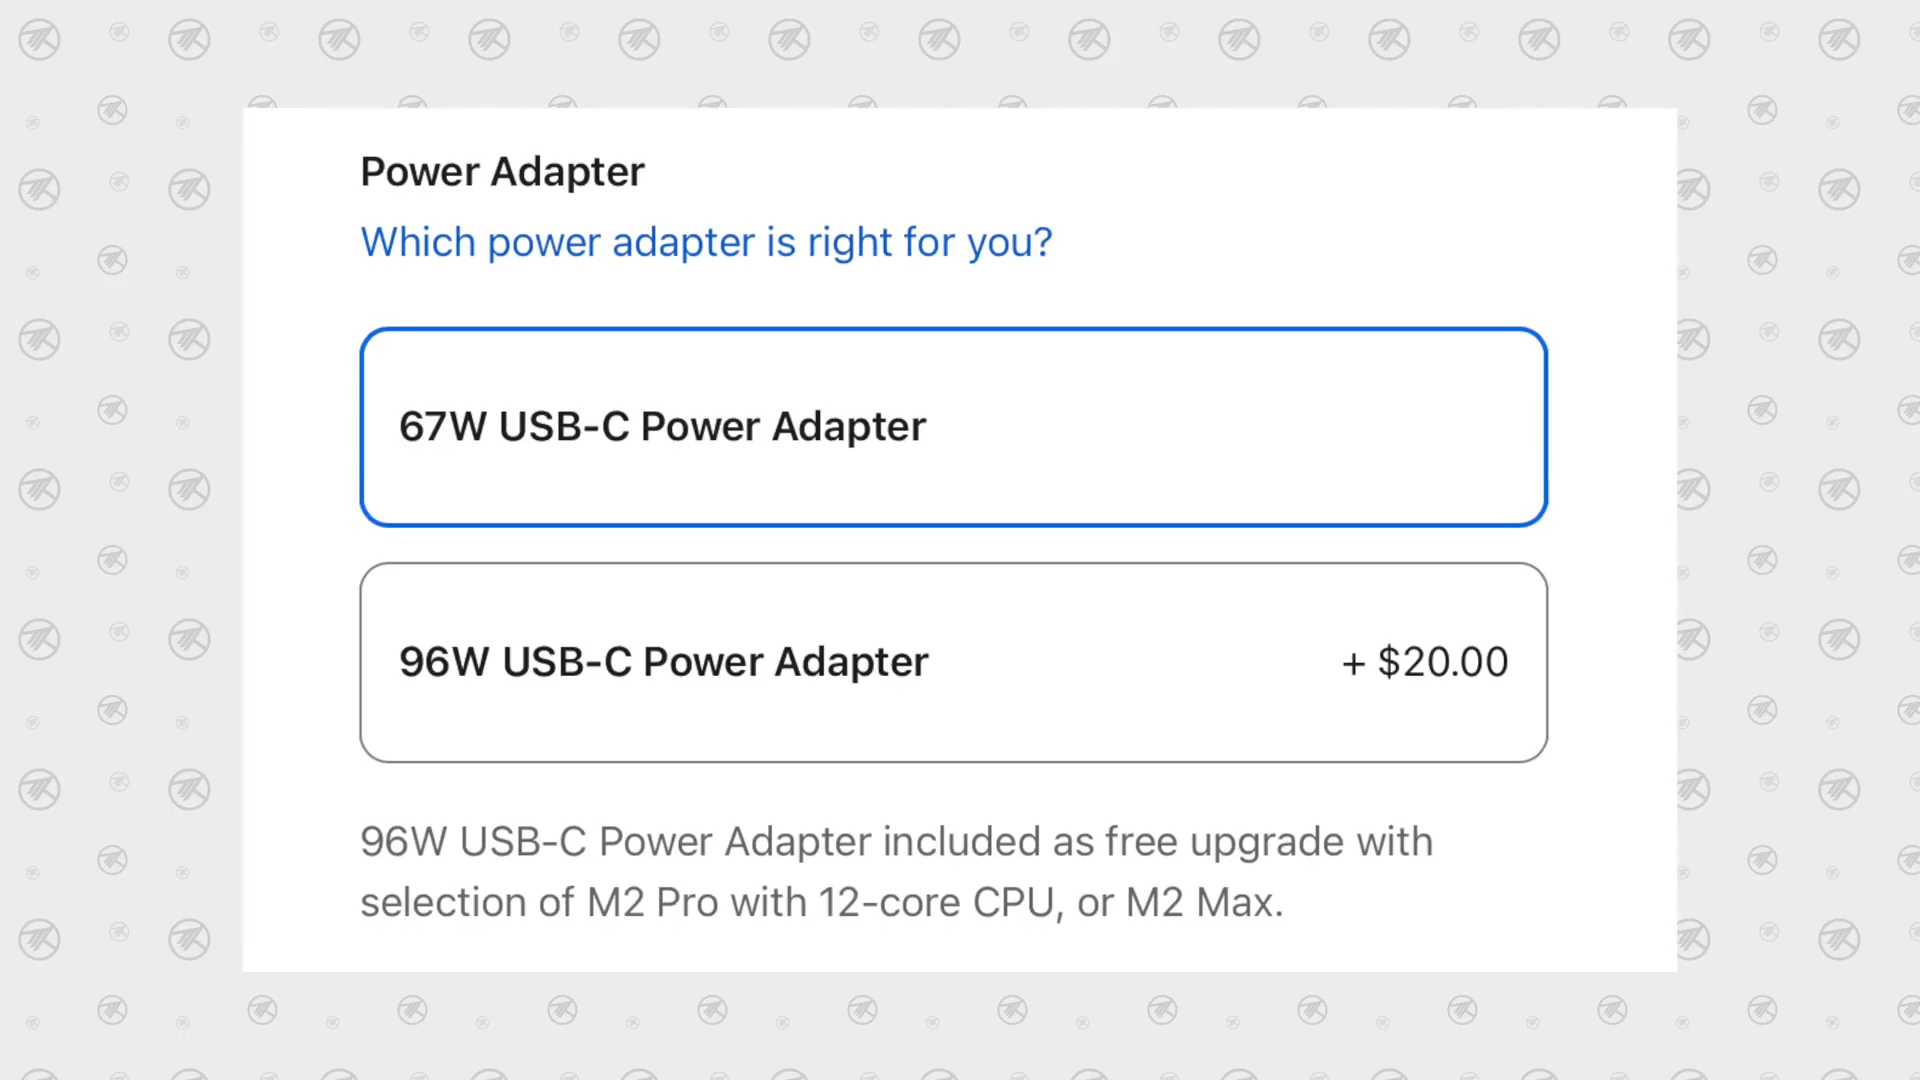 Power Adapter
Which power adapter is right for you?
67W USB-C Power Adapter
96W USB-C Power Adapter + $20.00
96W USB-C Power Adapter included as free upgrade with
selection of M2 Pro with 12-core CPU, or M2 Max.